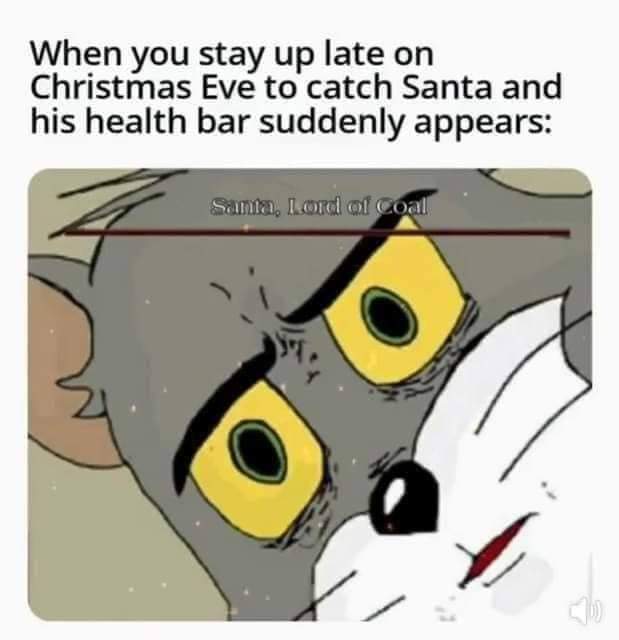 When you stay up late on
Christmas Eve to catch Santa and
his health bar suddenly appears:
Santa, Lord of Coal